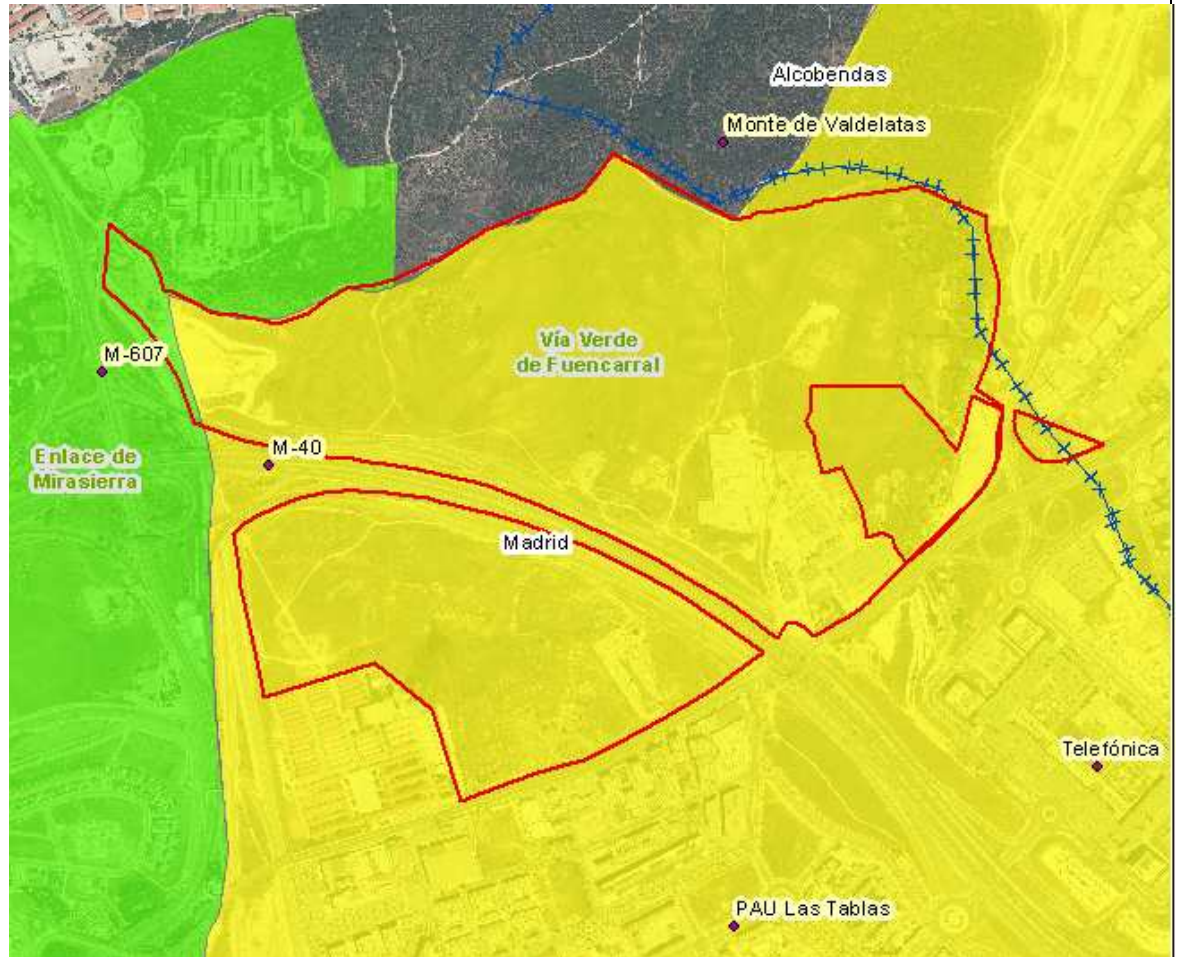 Alcobendas
Monte de Valdelatas
Vía Verde
de Fuencarral
M-607
M-40
Enlace de
Mirasierra
Madrid
Telefónica
PAU Las Tablas